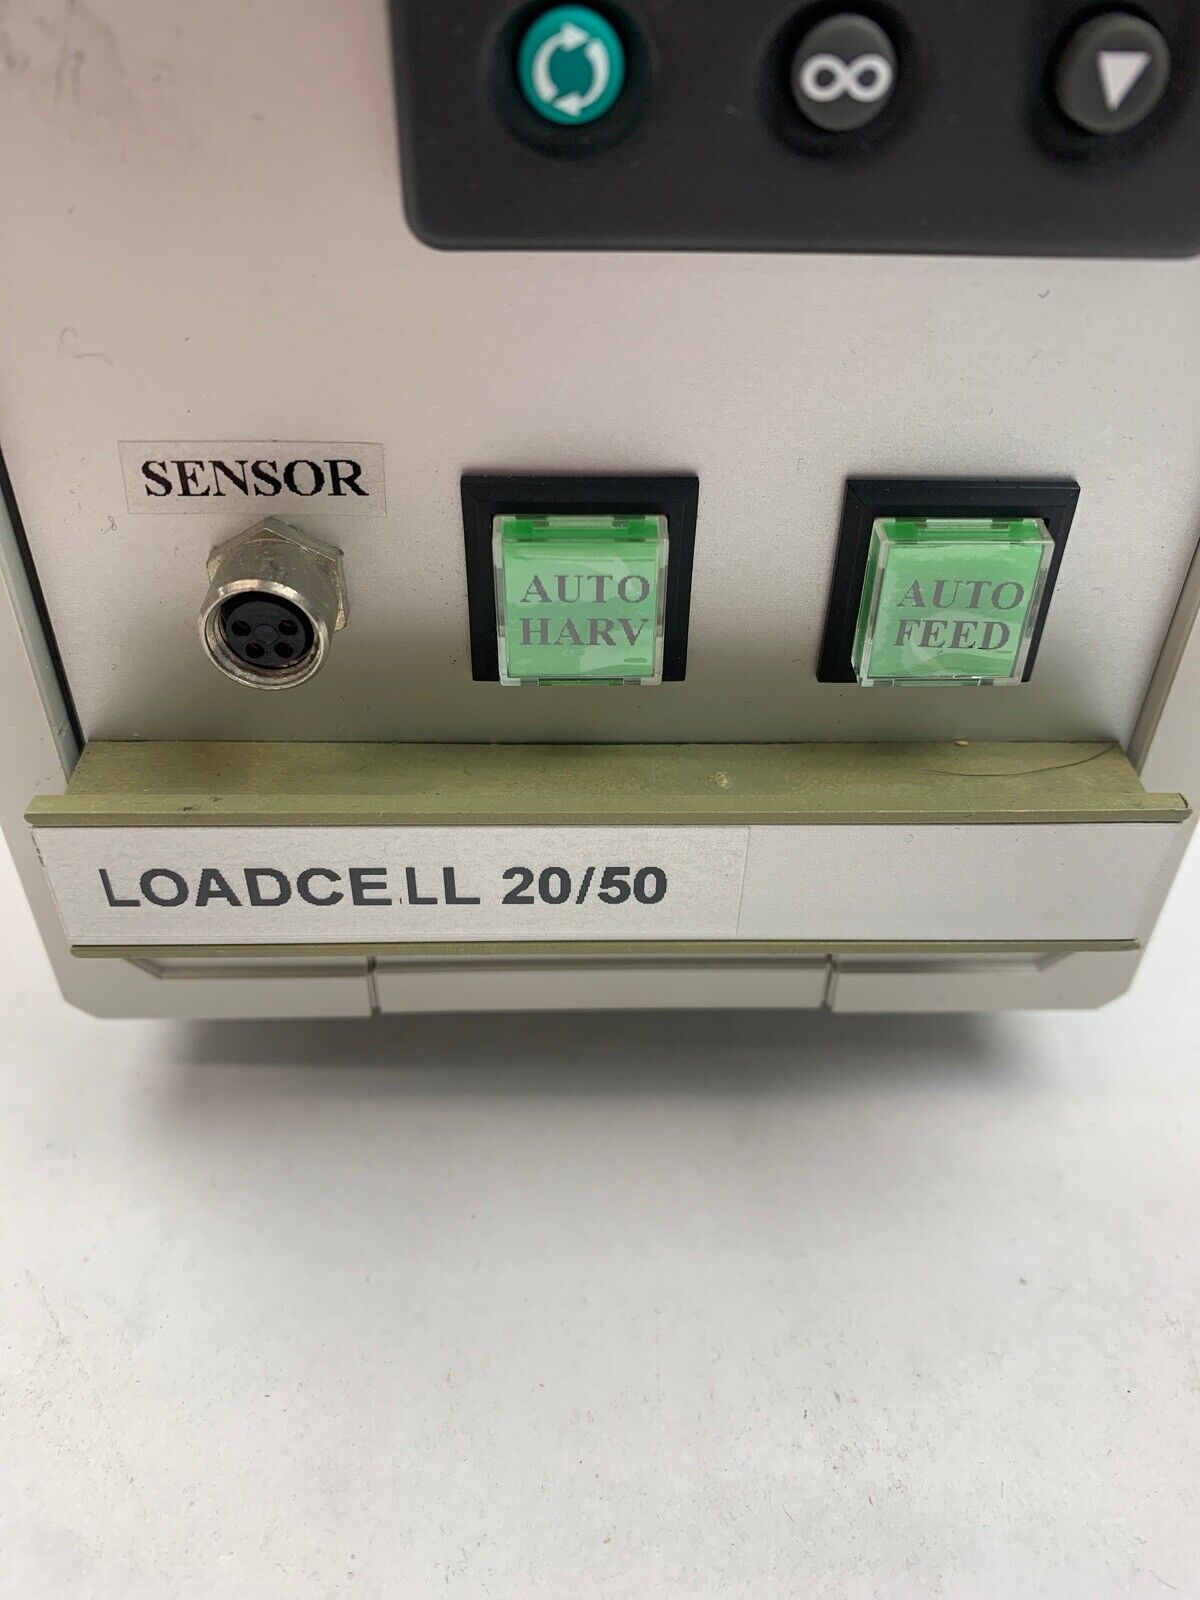 SENSOR
AUTO
HARV
AUTO
FEED
LOADCELL 20/50